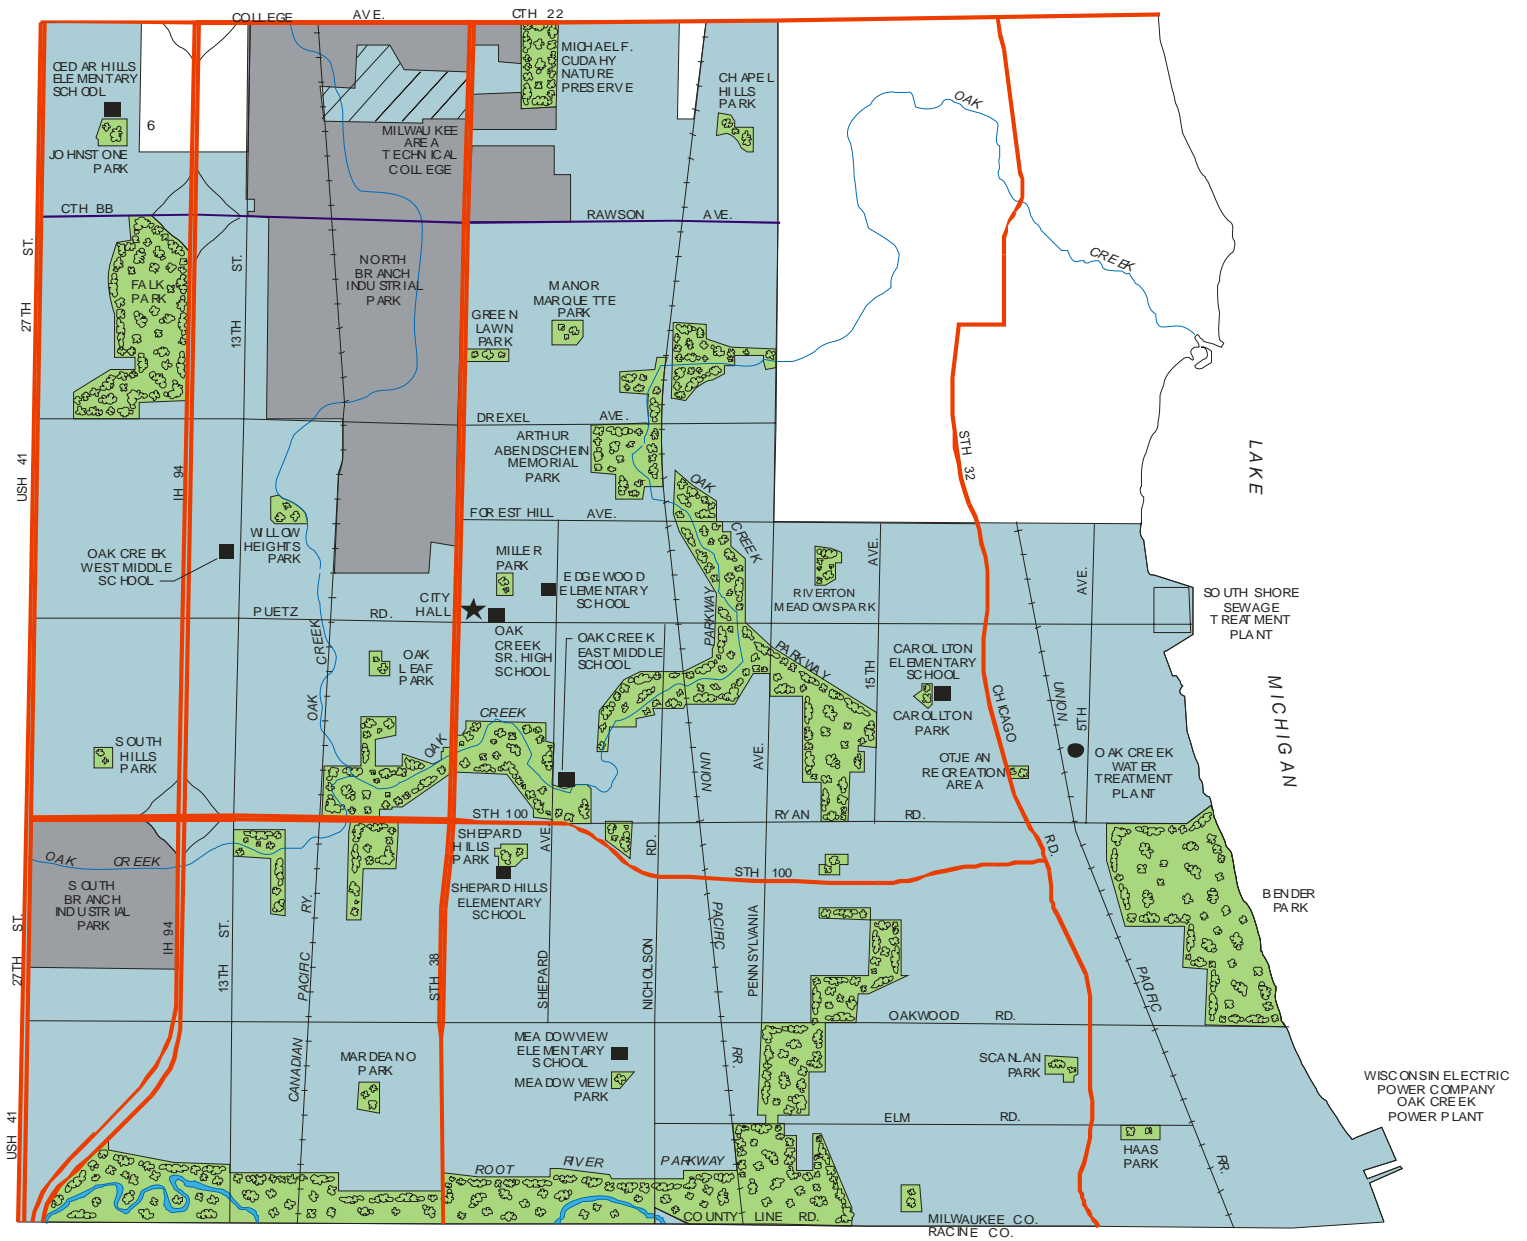 COLLEGE AVE. CTH 22
CEDAR HILLS
ELEMENTARY
SCHOOL
6
JOHNSTONE
PARK
MICHAEL F.
CUDAHY
NATURE
PRESERVE
CHAPEL
HILLS
PARK
OAK
MILWAUKEE
AREA
TECHNICAL
COLLEGE
CTH BB
RAWSON AVE.
CREEK
27TH ST.
13TH ST.
FALK
PARK
NORTH
BRANCH
INDUSTRIAL
PARK
MANOR
MARQUETTE
PARK
GREEN
LAWN
PARK
DREXEL AVE.
ARTHUR
ABENDSCHEIN
MEMORIAL
PARK
USH 41
IH 94
STH 32
LAKE
MICHIGAN
OAK
CREEK
PARKWAY
FOREST HILL AVE.
WILLOW
HEIGHTS
PARK
OAK CREEK
WEST MIDDLE
SCHOOL
MILLER
PARK
EDGEWOOD
ELEMENTARY
SCHOOL
RIVERTON
MEADOWS PARK
AVE.
15TH
AVE.
5TH
SOUTH SHORE
SEWAGE
TREATMENT
PLANT
CITY
HALL
PUETZ RD.
OAK
CREEK
SR. HIGH
SCHOOL
OAK CREEK
EAST MIDDLE
SCHOOL
PARKWAY
CAROLLTON
ELEMENTARY
SCHOOL
CAROLLTON
PARK
OAK CREEK
OAK
LEAF
PARK
SOUTH
HILLS
PARK
OAK CREEK
UNION
AVE.
CHICAGO
RD.
UNION
OTJEAN
RECREATION
AREA
OAK CREEK
WATER
TREATMENT
PLANT
STH 100
RYAN RD.
SHEPARD
HILLS
PARK
AVE.
RD.
STH 100
SHEPARD HILLS
ELEMENTARY
SCHOOL
OAK CREEK
SOUTH
BRANCH
INDUSTRIAL
PARK
BENDER
PARK
27TH ST.
IH 94
13TH ST.
CANADIAN PACIFIC RY.
STH 38
SHEPARD
NICHOLSON
PACIFIC
RR.
PENNSYLVANIA
PACIFIC
RR.
OAKWOOD RD.
MARDEANO
PARK
MEADOWVIEW
ELEMENTARY
SCHOOL
MEADOWVIEW
PARK
SCANLAN
PARK
WISCONSIN ELECTRIC
POWER COMPANY
OAK CREEK
POWER PLANT
USH 41
ELM RD.
HAAS
PARK
ROOT RIVER PARKWAY
COUNTY LINE RD.
MILWAUKEE CO.
RACINE CO.